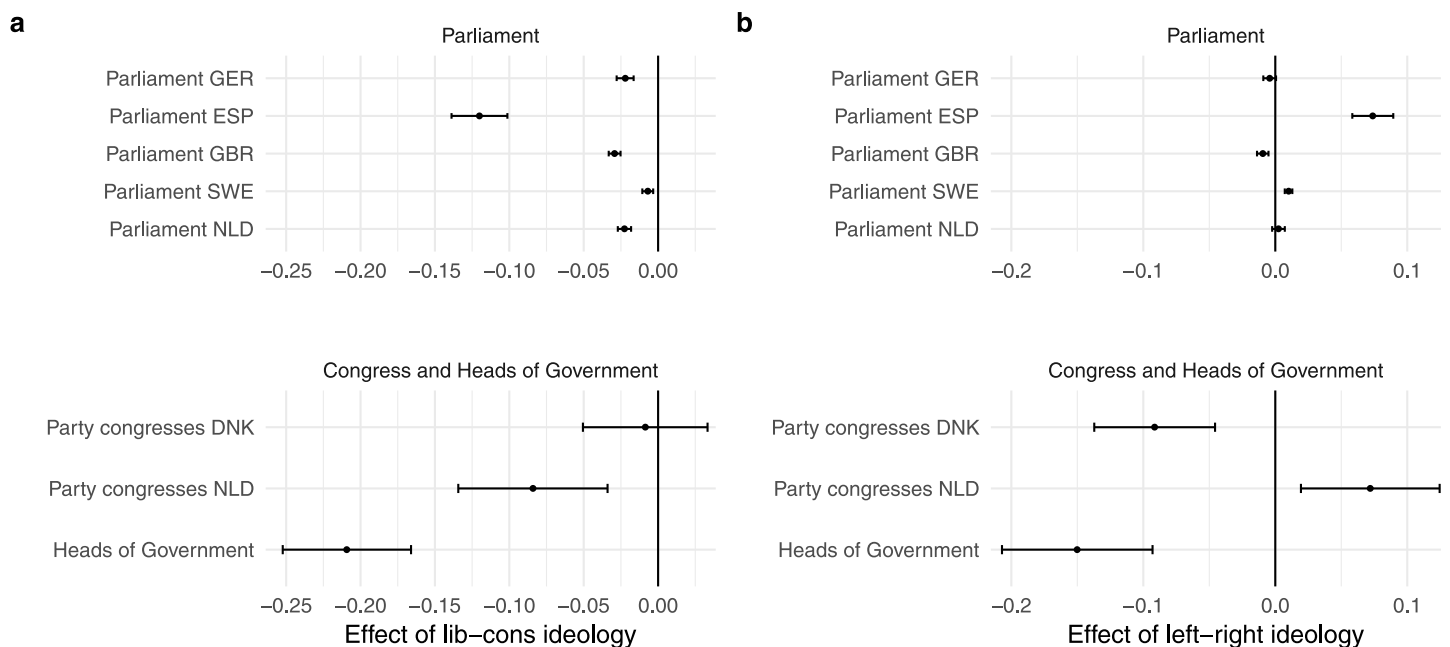 a
Parliament
Parliament GER
Parliament ESP
Parliament GBR
Parliament SWE
Parliament NLD
−0.25 −0.20 −0.15 −0.10 −0.05 0.00
Congress and Heads of Government
Party congresses DNK
Party congresses NLD
Heads of Government
−0.25 −0.20 −0.15 −0.10 −0.05 0.00
Effect of lib−cons ideology
b
Parliament
Parliament GER
Parliament ESP
Parliament GBR
Parliament SWE
Parliament NLD
−0.2 −0.1 0.0 0.1
Congress and Heads of Government
Party congresses DNK
Party congresses NLD
Heads of Government
−0.2 −0.1 0.0 0.1
Effect of left−right ideology